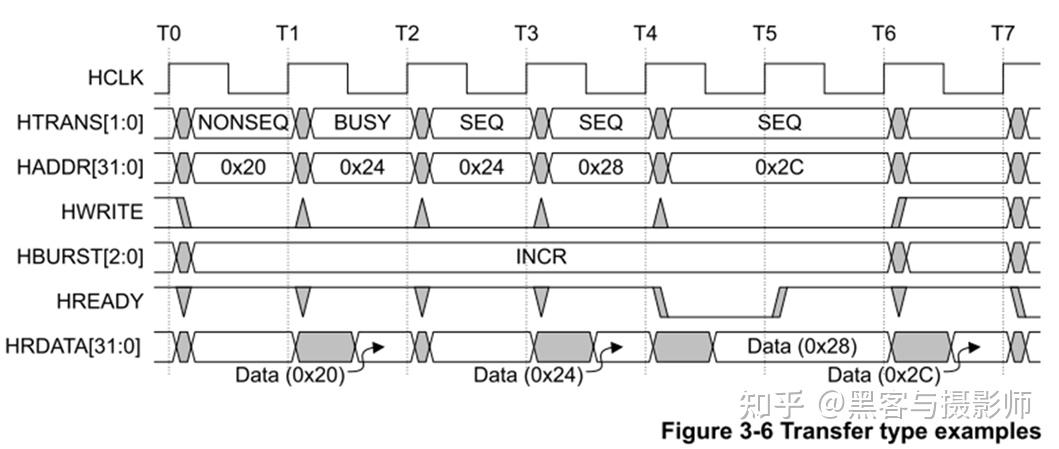 T0 T1 T2 T3 T4 T5 T6 T7
HCLK
HTRANS[1:0] NONSEQ BUSY SEQ SEQ SEQ
HADDR[31:0] 0x20 0x24 0x24 0x28 0x2C
HWRITE
HBURST[2:0] INCR
HREADY
HRDATA[31:0] Data (0x28)
Data (0x20) Data (0x24) Data (0x2C)
知乎 @黑客与摄影师
Figure 3-6 Transfer type examples